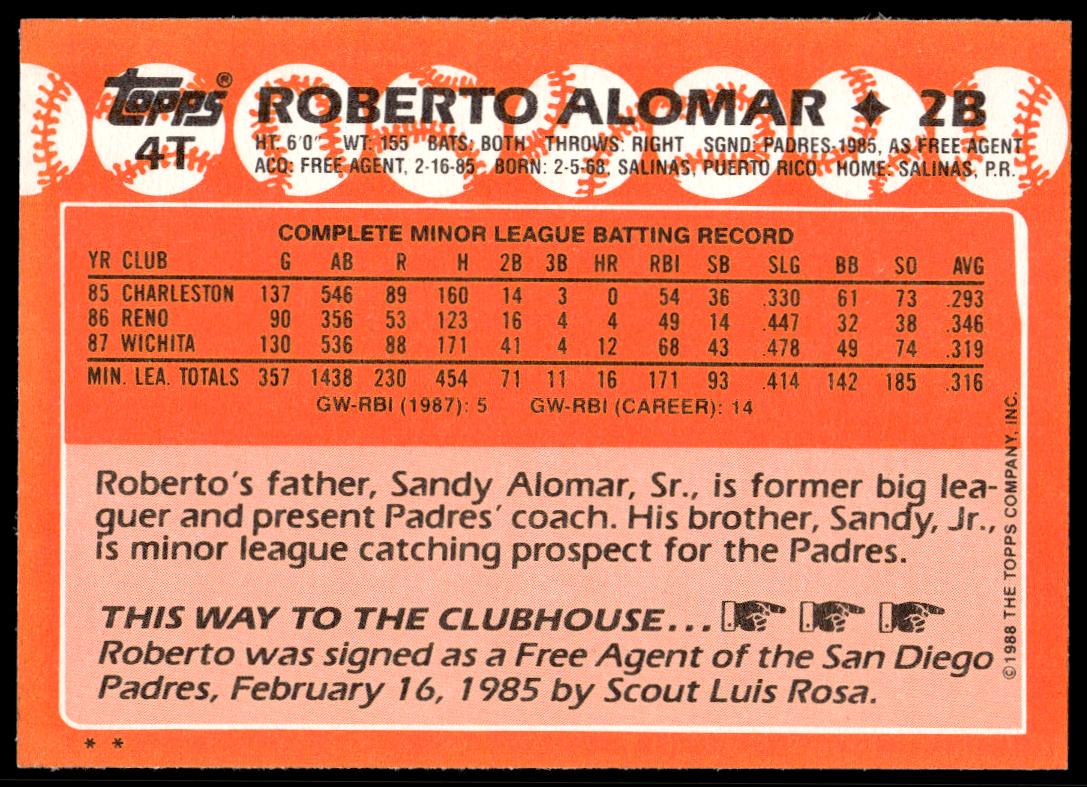 topps®
4T
ROBERTO ALOMAR ✦ 2B
HT: 6'0" WT: 155 BATS: BOTH THROWS: RIGHT SGND: PADRES-1985, AS FREE AGENT
ACQ: FREE AGENT, 2-16-85 BORN: 2-5-68, SALINAS, PUERTO RICO HOME: SALINAS, P.R.
COMPLETE MINOR LEAGUE BATTING RECORD
YR CLUB G AB R H 2B 3B HR RBI SB SLG BB SO AVG
85 CHARLESTON 137 546 89 160 14 3 0 54 36 .330 61 73 .293
86 RENO 90 356 53 123 16 4 4 49 14 .447 32 38 .346
87 WICHITA 130 536 88 171 41 4 12 68 43 .478 49 74 .319
MIN. LEA. TOTALS 357 1438 230 454 71 11 16 171 93 .414 142 185 .316
GW-RBI (1987): 5 GW-RBI (CAREER): 14
Roberto's father, Sandy Alomar, Sr., is former big lea-
guer and present Padres' coach. His brother, Sandy, Jr.,
is minor league catching prospect for the Padres.
THIS WAY TO THE CLUBHOUSE...
Roberto was signed as a Free Agent of the San Diego
Padres, February 16, 1985 by Scout Luis Rosa.
©1988 THE TOPPS COMPANY, INC.
* *